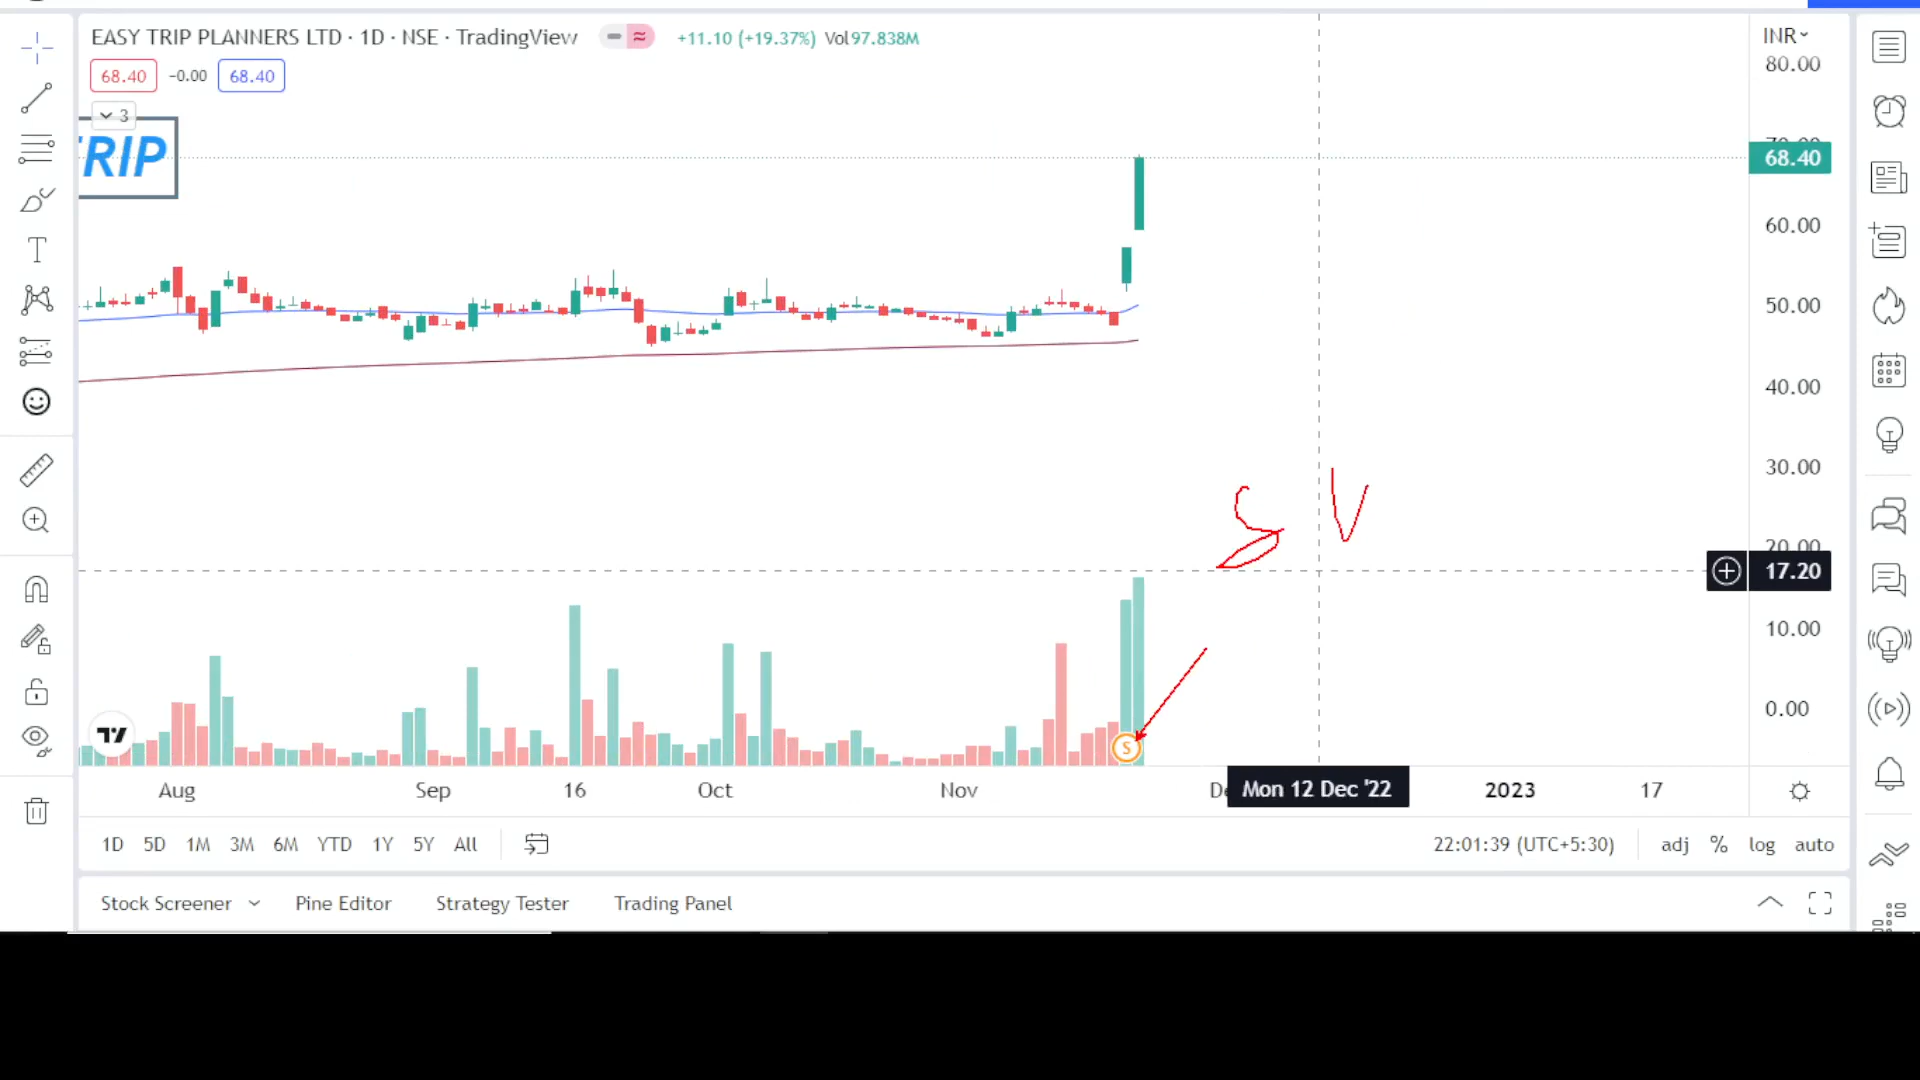 EASY TRIP PLANNERS LTD · 1D · NSE · TradingView
+11.10 (+19.37%) Vol97.838M
INR
68.40 −0.00 68.40
80.00
3
RIP
68.40
60.00
50.00
40.00
30.00
S V
17.20
10.00
0.00
S
Aug Sep 16 Oct Nov Mon 12 Dec '22 2023 17
1D 5D 1M 3M 6M YTD 1Y 5Y All
22:01:39 (UTC+5:30) adj % log auto
Stock Screener Pine Editor Strategy Tester Trading Panel